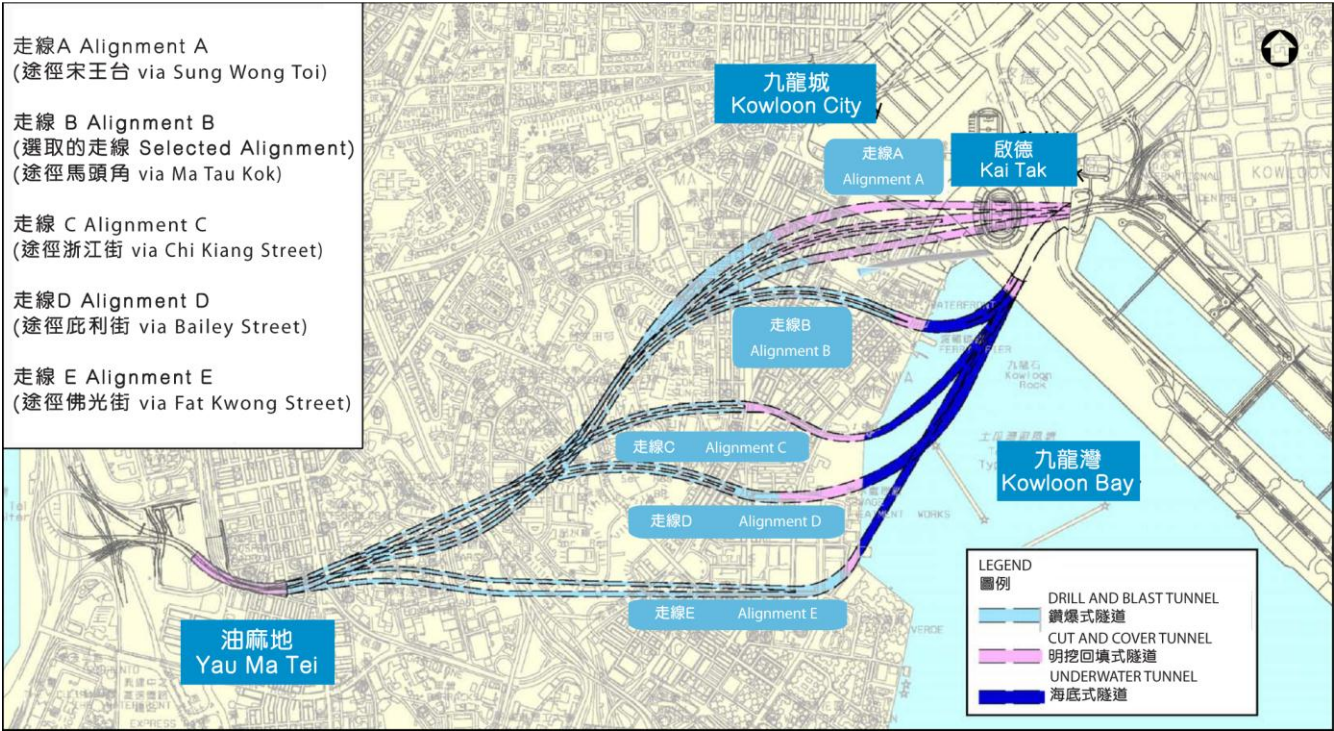 走線A Alignment A
(途徑宋王台 via Sung Wong Toi)
走線 B Alignment B
(選取的走線 Selected Alignment)
(途徑馬頭角 via Ma Tau Kok)
走線 C Alignment C
(途徑浙江街 via Chi Kiang Street)
走線D Alignment D
(途徑庇利街 via Bailey Street)
走線 E Alignment E
(途徑佛光街 via Fat Kwong Street)
九龍城
Kowloon City
走線A
Alignment A
啟德
Kai Tak
KOWLOON
走線B
Alignment B
WATERFRONT
FERRY PIER
九龍石
Kowloon
Rock
走線C Alignment C
九龍灣
Kowloon Bay
走線D Alignment D
WORKS
走線E Alignment E
VERDE
油麻地
Yau Ma Tei
LEGEND
圖例
DRILL AND BLAST TUNNEL
鑽爆式隧道
CUT AND COVER TUNNEL
明挖回填式隧道
UNDERWATER TUNNEL
海底式隧道